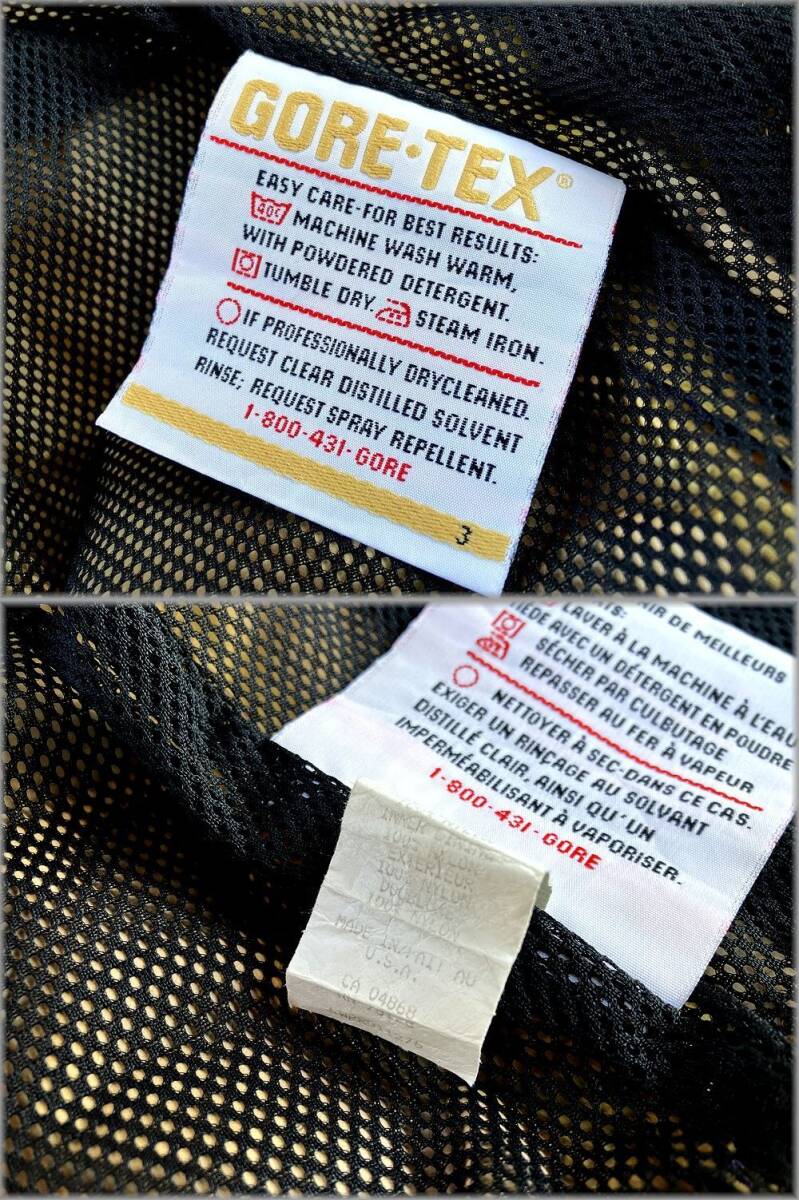 GORE-TEX®
EASY CARE-FOR BEST RESULTS:
40C MACHINE WASH WARM,
WITH POWDERED DETERGENT.
TUMBLE DRY. STEAM IRON.
IF PROFESSIONALLY DRYCLEANED.
REQUEST CLEAR DISTILLED SOLVENT
RINSE; REQUEST SPRAY REPELLENT.
1-800-431-GORE
3
DE MEILLEURS
LAVER À LA MACHINE À L'EAU
AVEC UN DÉTERGENT EN POUDRE
SÉCHER PAR CULBUTAGE
REPASSER AU FER À VAPEUR
NETTOYER À SEC-DANS CE CAS.
EXIGER UN RINÇAGE AU SOLVANT
DISTILLÉ CLAIR, AINSI QU'UN
IMPERMÉABILISANT À VAPORISER.
1-800-431-GORE
100% NYLON
EXTERIEUR
100% NYLON
100% NYLON
MADE IN/FAIT AU
U.S.A.
CA 04868